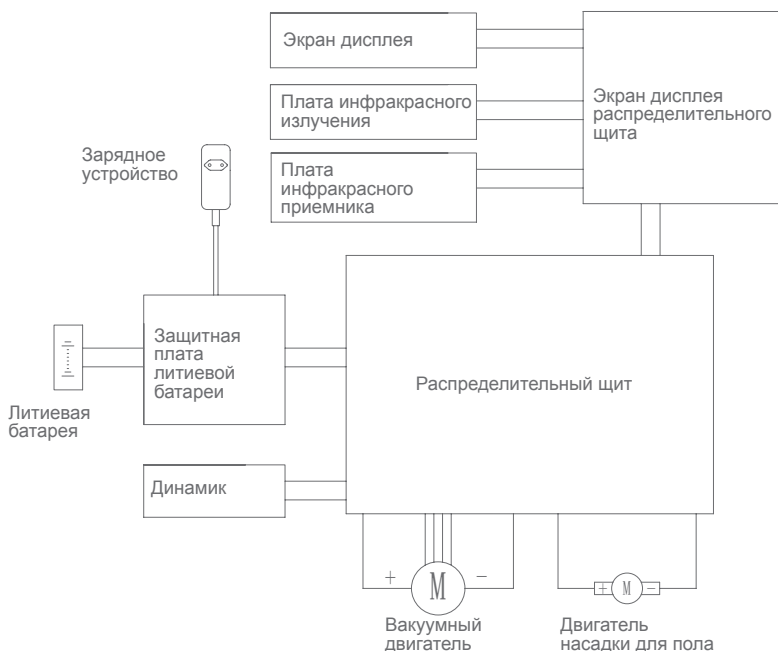 Экран дисплея
Плата инфракрасного
излучения
Плата
инфракрасного
приемника
Экран дисплея
распределительного
щита
Зарядное
устройство
Защитная
плата
литиевой
батареи
Литиевая
батарея
Распределительный щит
Динамик
+ M -
Вакуумный
двигатель
+ M -
Двигатель
насадки для пола